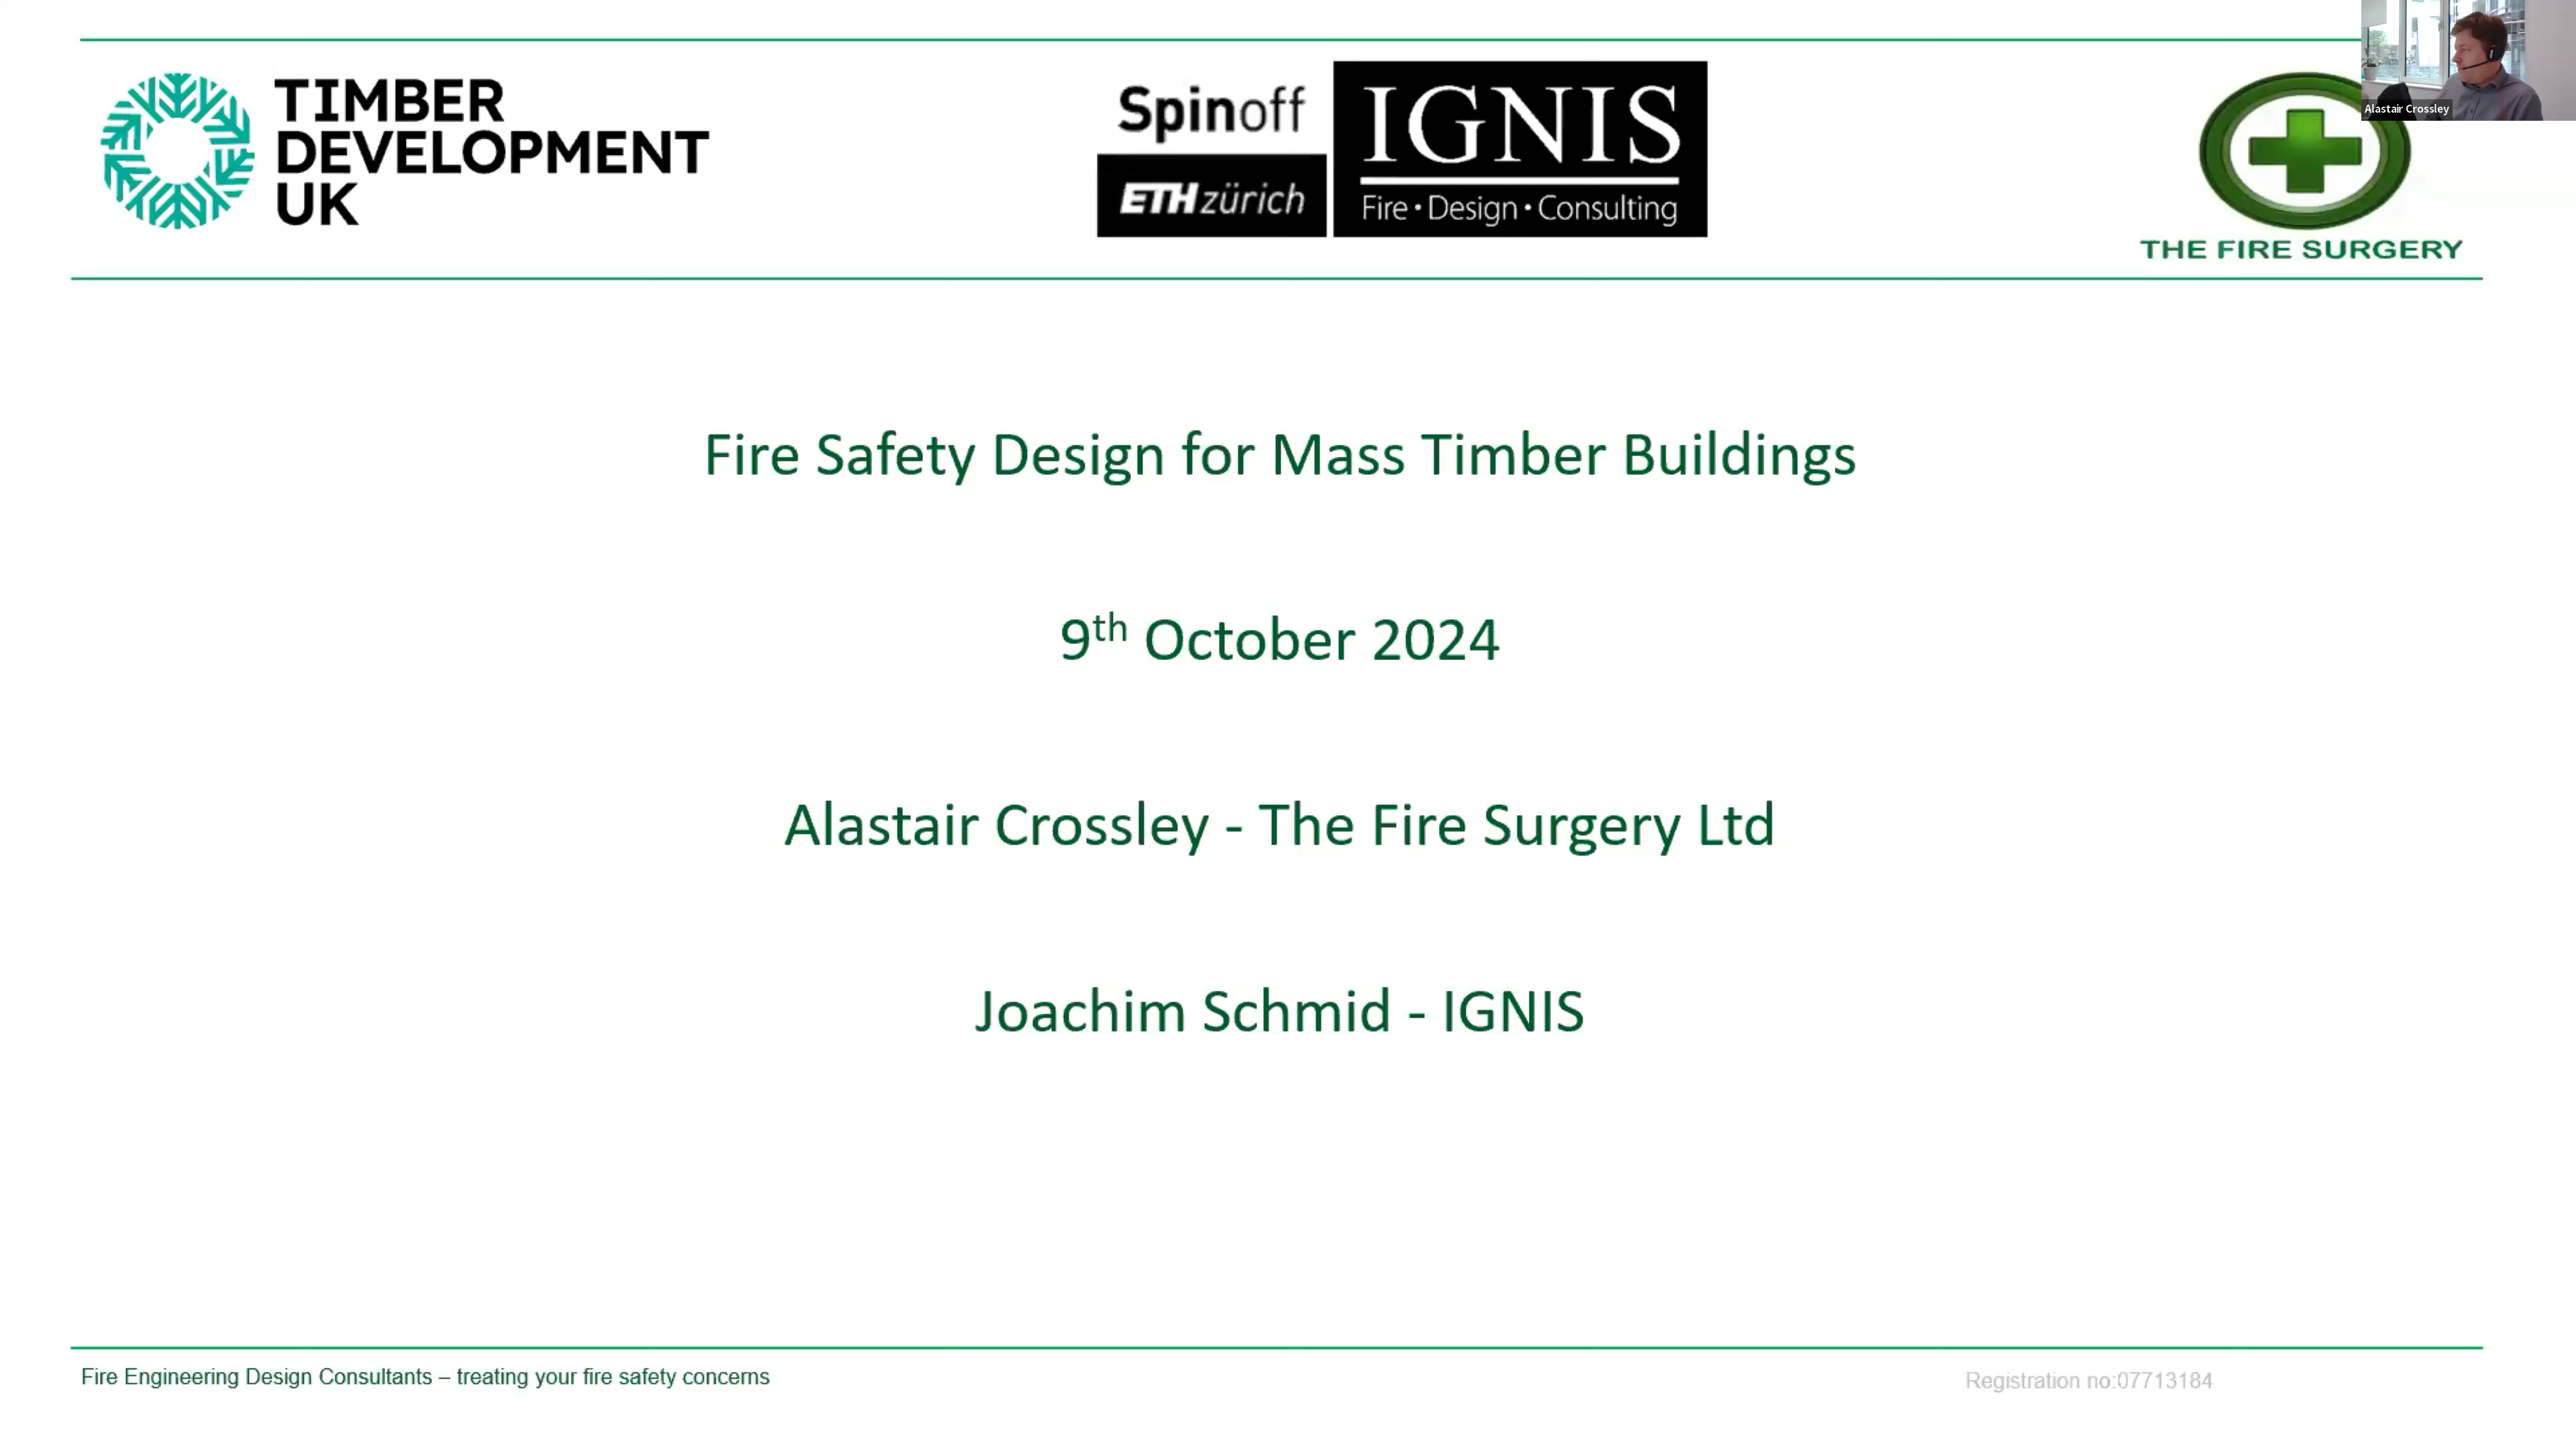 TIMBER
DEVELOPMENT
UK
Spinoff
ETH zürich
IGNIS
Fire • Design • Consulting
Alastair Crossley
THE FIRE SURGERY
Fire Safety Design for Mass Timber Buildings
9th October 2024
Alastair Crossley - The Fire Surgery Ltd
Joachim Schmid - IGNIS
Fire Engineering Design Consultants – treating your fire safety concerns
Registration no:07713184